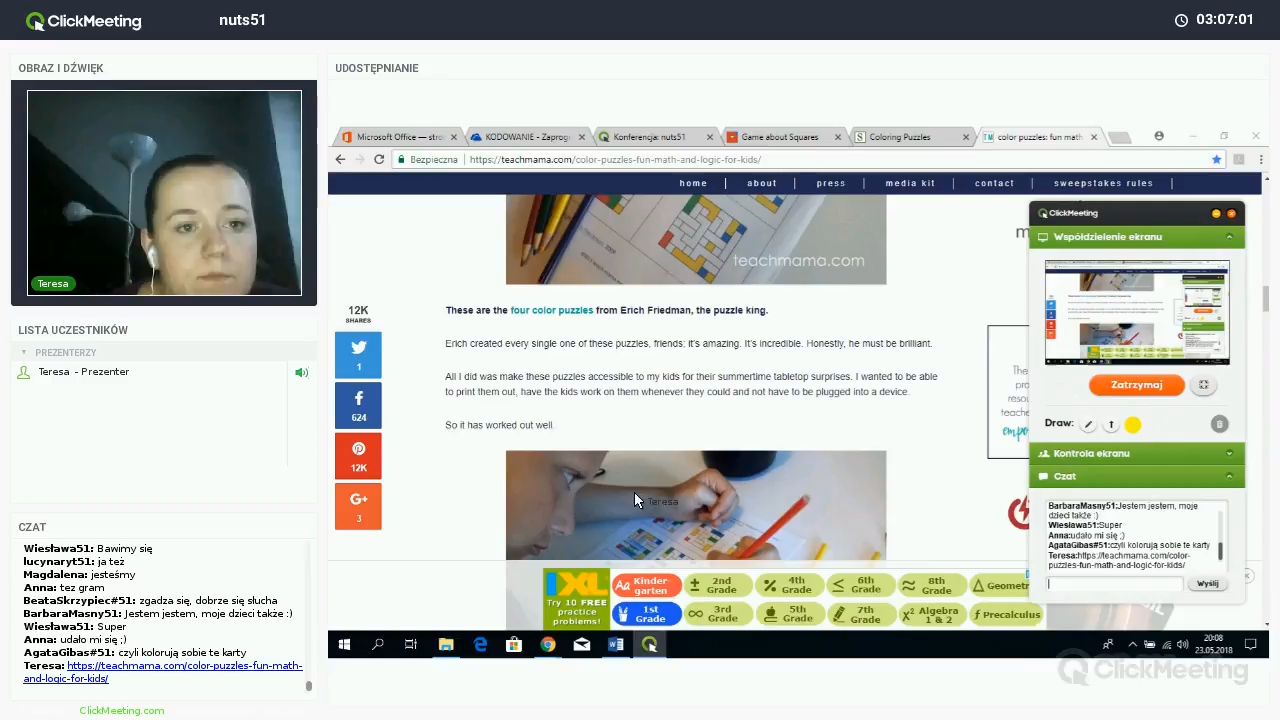 ClickMeeting
nuts51
03:07:01
OBRAZ I DŹWIĘK
Teresa
LISTA UCZESTNIKÓW
PREZENTERZY
Teresa - Prezenter
CZAT
Wiesława51: Bawimy się
lucynaryt51: ja też
Magdalena: jesteśmy
Anna: tez gram
BeataSkrzypiec#51: zgadza się, dobrze się słucha
BarbaraMasny51: Jestem jestem, moje dzieci także :)
Wiesława51: Super
Anna: udało mi się ;)
AgataGibas#51: czyli kolorują sobie te karty
Teresa: https://teachmama.com/color-puzzles-fun-math-
and-logic-for-kids/
ClickMeeting.com
UDOSTĘPNIANIE
Microsoft Office — stro
KODOWANIE - Zaprog
Konferencja: nuts51
Game about Squares
Coloring Puzzles
color puzzles: fun math
Bezpieczna
https://teachmama.com/color-puzzles-fun-math-and-logic-for-kids/
home
about
press
media kit
contact
sweepstakes rules
teachmama.com
12K
SHARES
1
624
12K
G+
3
These are the four color puzzles from Erich Friedman, the puzzle king.
Erich created every single one of these puzzles, friends; it's amazing. It's incredible. Honestly, he must be brilliant.
All I did was make these puzzles accessible to my kids for their summertime tabletop surprises. I wanted to be able
to print them out, have the kids work on them whenever they could and not have to be plugged into a device.
So it has worked out well.
Teresa
IXL
Try 10 FREE
practice
problems!
Aa Kinder-
garten
1st
Grade
2nd
Grade
3rd
Grade
4th
Grade
5th
Grade
6th
Grade
7th
Grade
8th
Grade
Algebra
1 & 2
Geomet
Precalculus
ClickMeeting
Współdzielenie ekranu
Zatrzymaj
Draw:
Kontrola ekranu
Czat
BarbaraMasny51:Jestem jestem, moje
dzieci także :)
Wiesława51:Super
Anna:udało mi się ;)
AgataGibas#51:czyli kolorują sobie te karty
Teresa:https://teachmama.com/color-
puzzles-fun-math-and-logic-for-kids/
Wyślij
20:08
23.05.2018
ClickMeeting